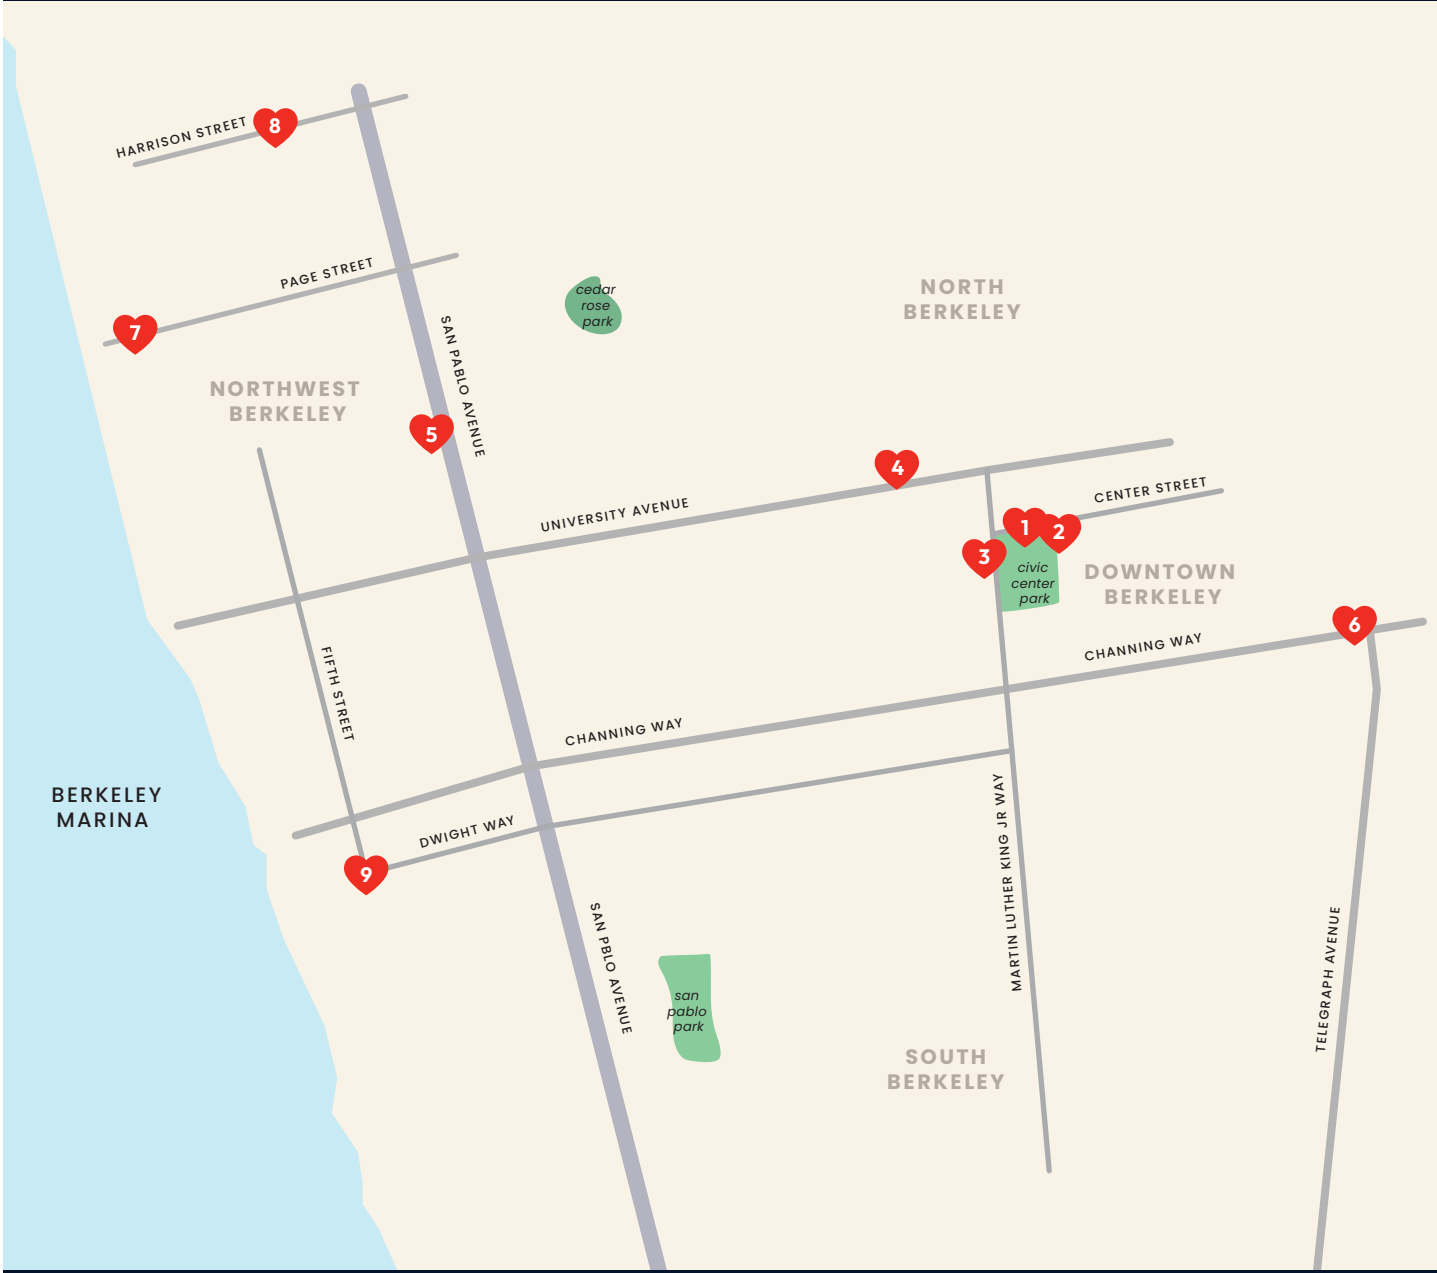 HARRISON STREET
8
PAGE STREET
7
cedar
rose
park
NORTH
BERKELEY
SAN PABLO AVENUE
NORTHWEST
BERKELEY
5
4
UNIVERSITY AVENUE
CENTER STREET
1
2
3
civic
center
park
DOWNTOWN
BERKELEY
6
CHANNING WAY
FIFTH STREET
CHANNING WAY
BERKELEY
MARINA
DWIGHT WAY
9
MARTIN LUTHER KING JR WAY
SAN PBLO AVENUE
san
pablo
park
TELEGRAPH AVENUE
SOUTH
BERKELEY